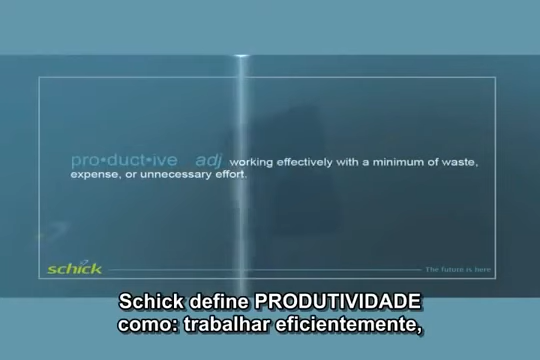 pro•duct•ive adj working effectively with a minimum of waste,
expense, or unnecessary effort.
schick
The future is here
Schick define PRODUTIVIDADE
como: trabalhar eficientemente,